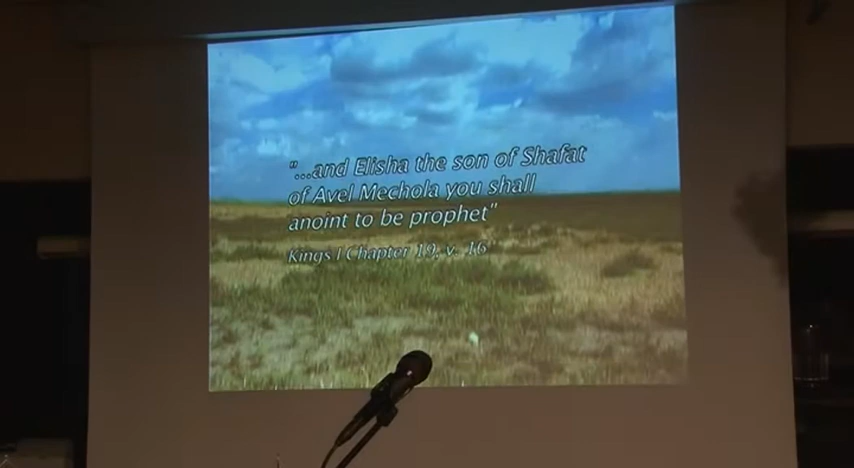 "...and Elisha the son of Shafat
of Avel Mechola you shall
anoint to be prophet"
Kings I Chapter 19, v. 16